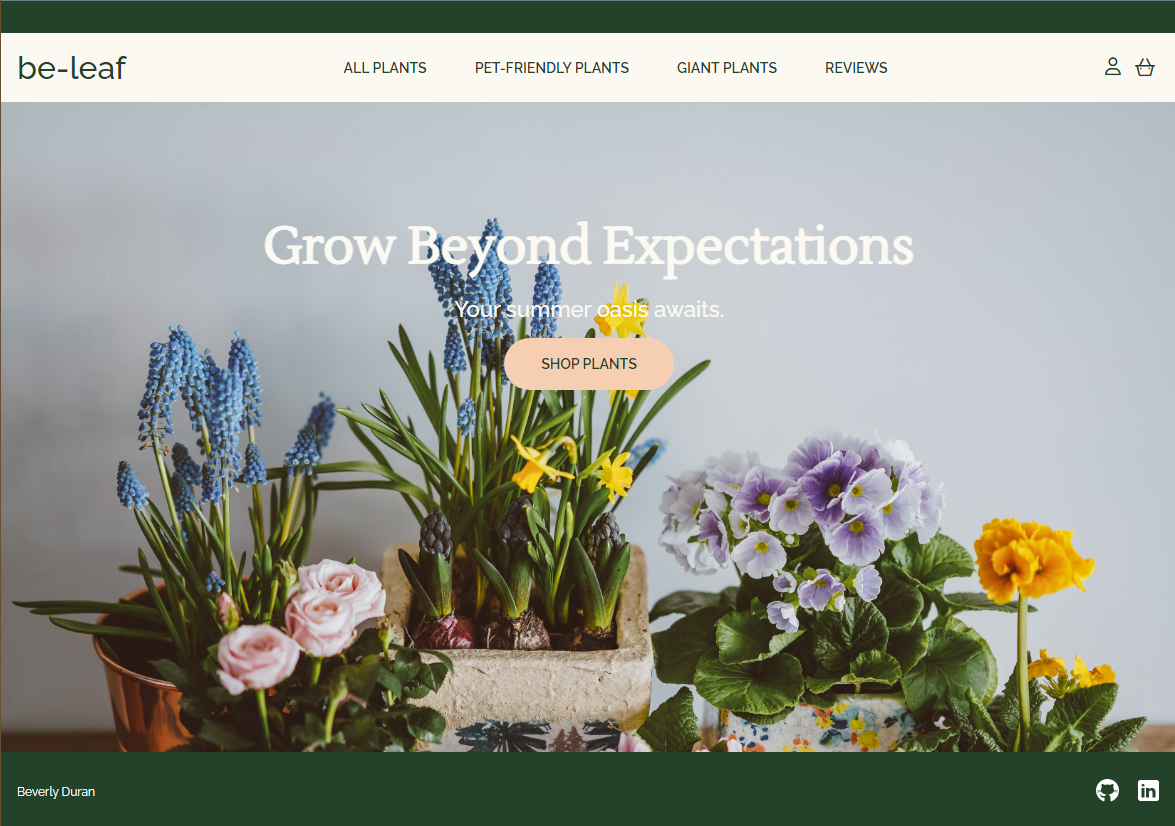 be-leaf
ALL PLANTS PET-FRIENDLY PLANTS GIANT PLANTS REVIEWS
Grow Beyond Expectations
Your summer oasis awaits.
SHOP PLANTS
Beverly Duran
in